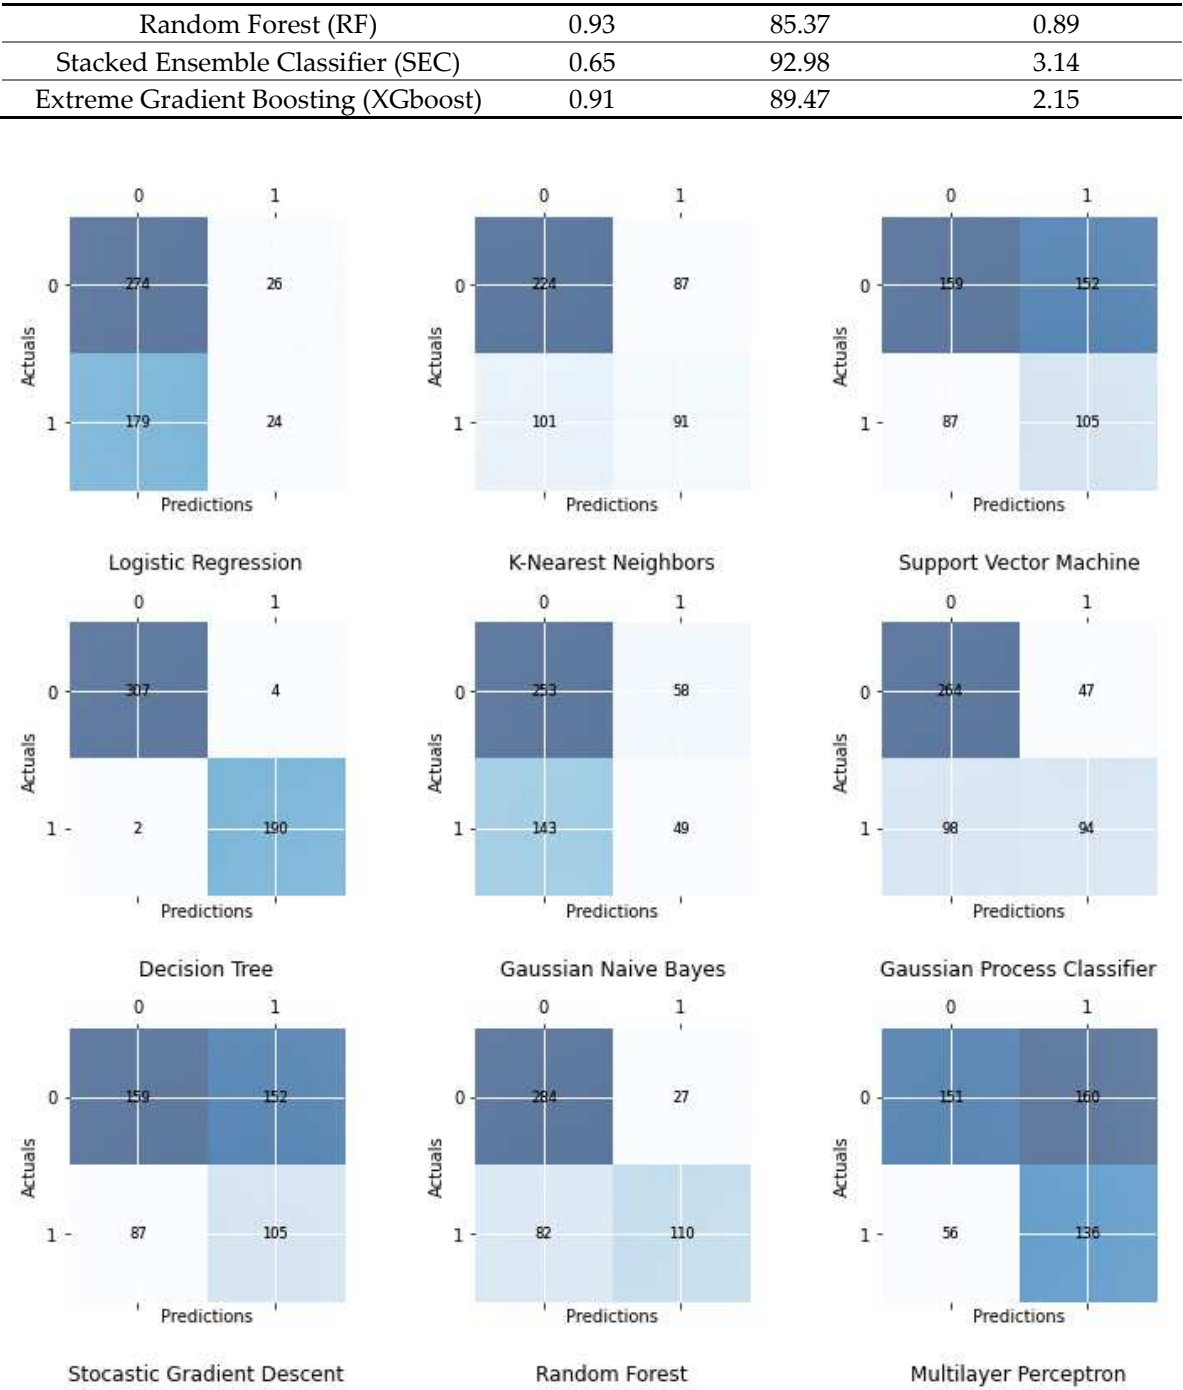 Random Forest (RF) 0.93 85.37 0.89
Stacked Ensemble Classifier (SEC) 0.65 92.98 3.14
Extreme Gradient Boosting (XGboost) 0.91 89.47 2.15
0 1 0 1 0 1
0 274 26 0 224 87 0 159 152
Actuals Actuals Actuals
1 179 24 1 101 91 1 87 105
Predictions Predictions Predictions
Logistic Regression K-Nearest Neighbors Support Vector Machine
0 1 0 1 0 1
0 307 4 0 253 58 0 264 47
Actuals Actuals Actuals
1 2 190 1 143 49 1 98 94
Predictions Predictions Predictions
Decision Tree Gaussian Naive Bayes Gaussian Process Classifier
0 1 0 1 0 1
0 159 152 0 284 27 0 151 160
Actuals Actuals Actuals
1 87 105 1 82 110 1 56 136
Predictions Predictions Predictions
Stocastic Gradient Descent Random Forest Multilayer Perceptron